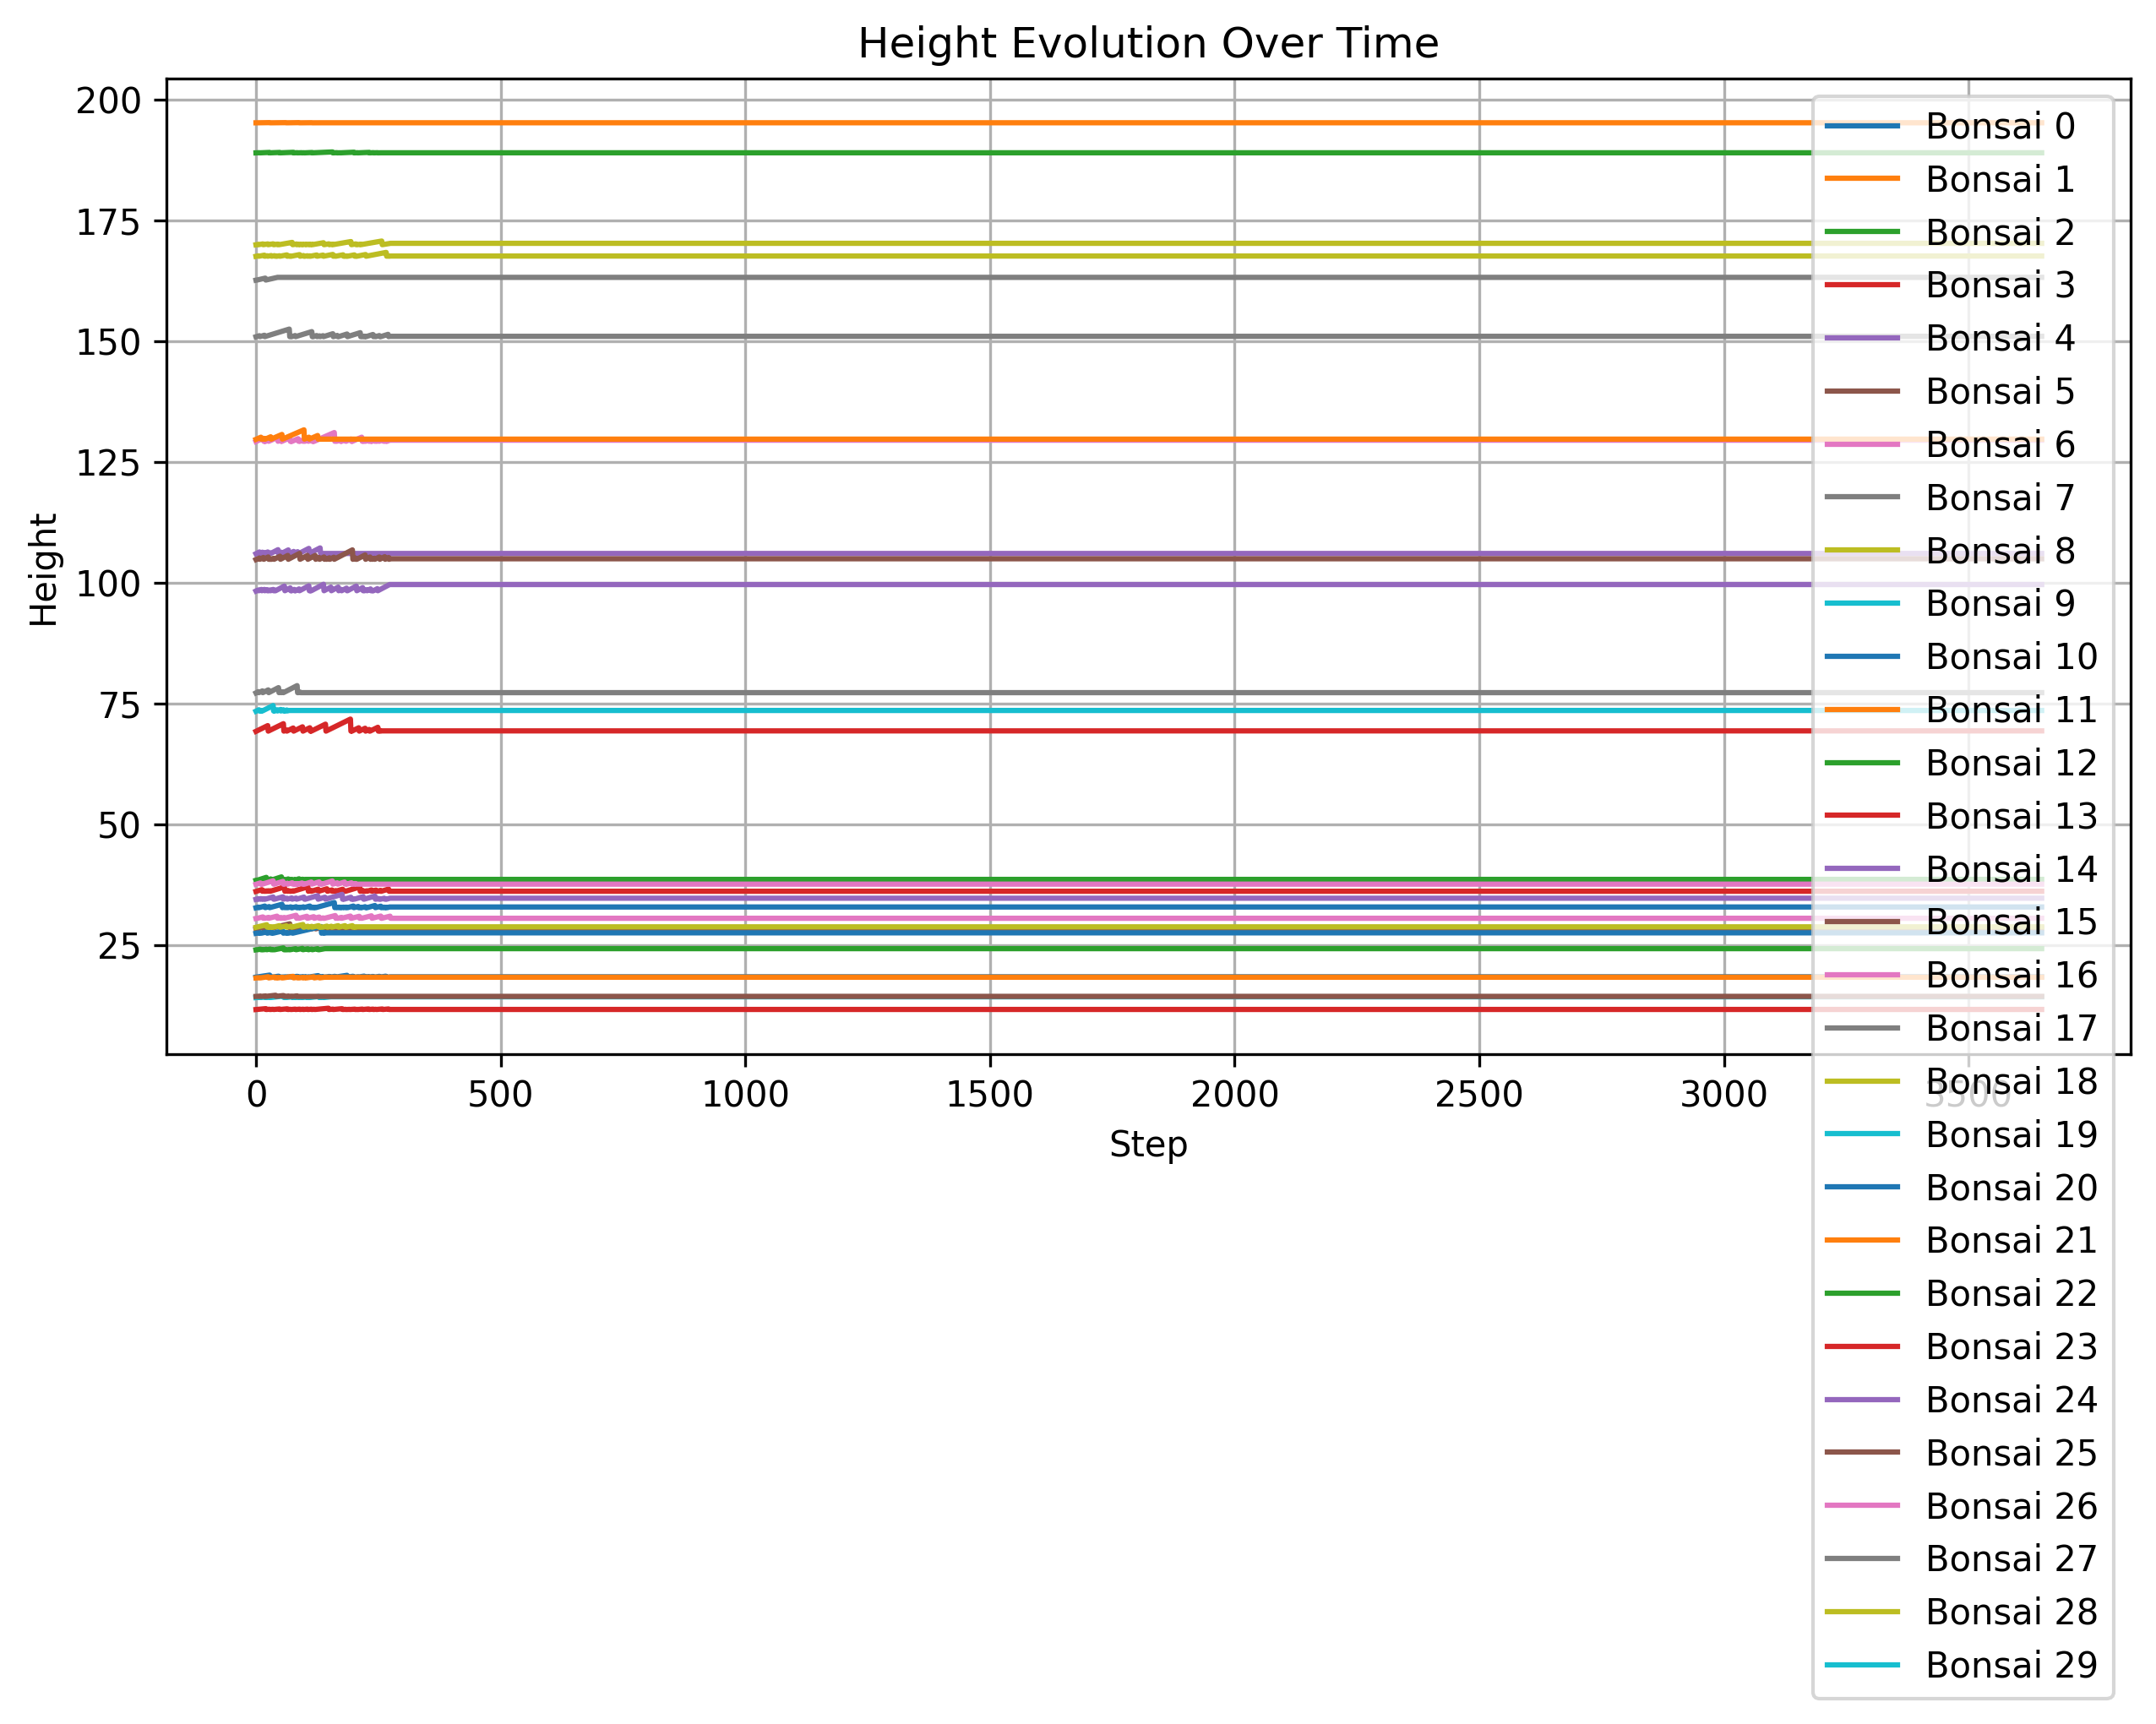 Height Evolution Over Time
200
175
150
125
100
75
50
25
Height
0
500
1000
1500
2000
2500
3000
3500
Step
Bonsai 0
Bonsai 1
Bonsai 2
Bonsai 3
Bonsai 4
Bonsai 5
Bonsai 6
Bonsai 7
Bonsai 8
Bonsai 9
Bonsai 10
Bonsai 11
Bonsai 12
Bonsai 13
Bonsai 14
Bonsai 15
Bonsai 16
Bonsai 17
Bonsai 18
Bonsai 19
Bonsai 20
Bonsai 21
Bonsai 22
Bonsai 23
Bonsai 24
Bonsai 25
Bonsai 26
Bonsai 27
Bonsai 28
Bonsai 29